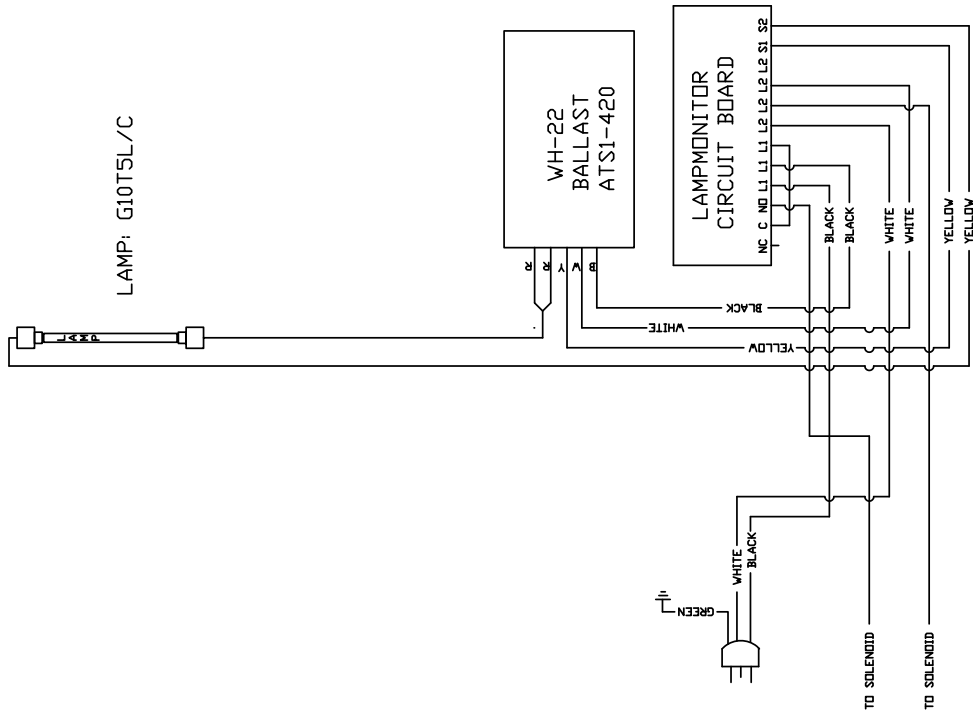 LAMP: G10T5L/C
LAMP
WH-22
BALLAST
ATS1-420
R
R
Y
W
B
LAMPMONITOR
CIRCUIT BOARD
S2
S1
L2
L2
L2
L2
L1
L1
L1
NO
C
NC
BLACK
BLACK
WHITE
WHITE
YELLOW
YELLOW
BLACK
WHITE
YELLOW
WHITE
BLACK
GREEN
TO SOLENOID
TO SOLENOID